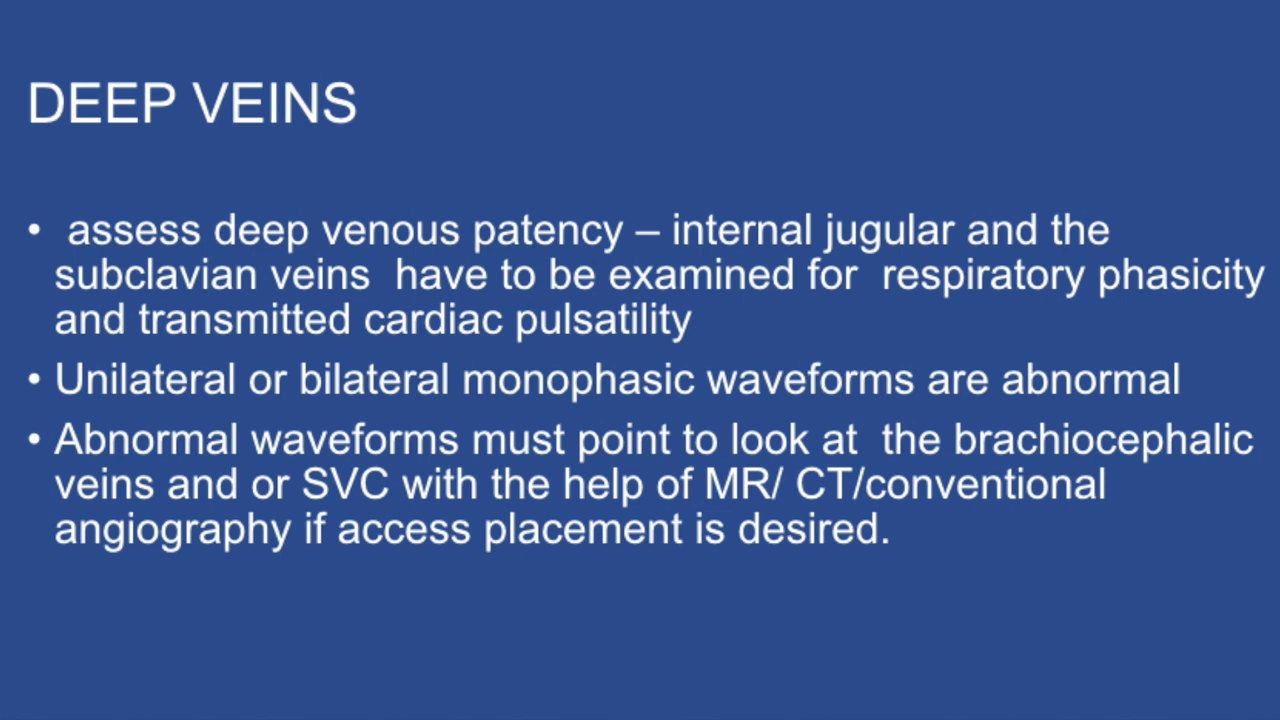 DEEP VEINS
• assess deep venous patency – internal jugular and the
subclavian veins have to be examined for respiratory phasicity
and transmitted cardiac pulsatility
• Unilateral or bilateral monophasic waveforms are abnormal
• Abnormal waveforms must point to look at the brachiocephalic
veins and or SVC with the help of MR/ CT/conventional
angiography if access placement is desired.